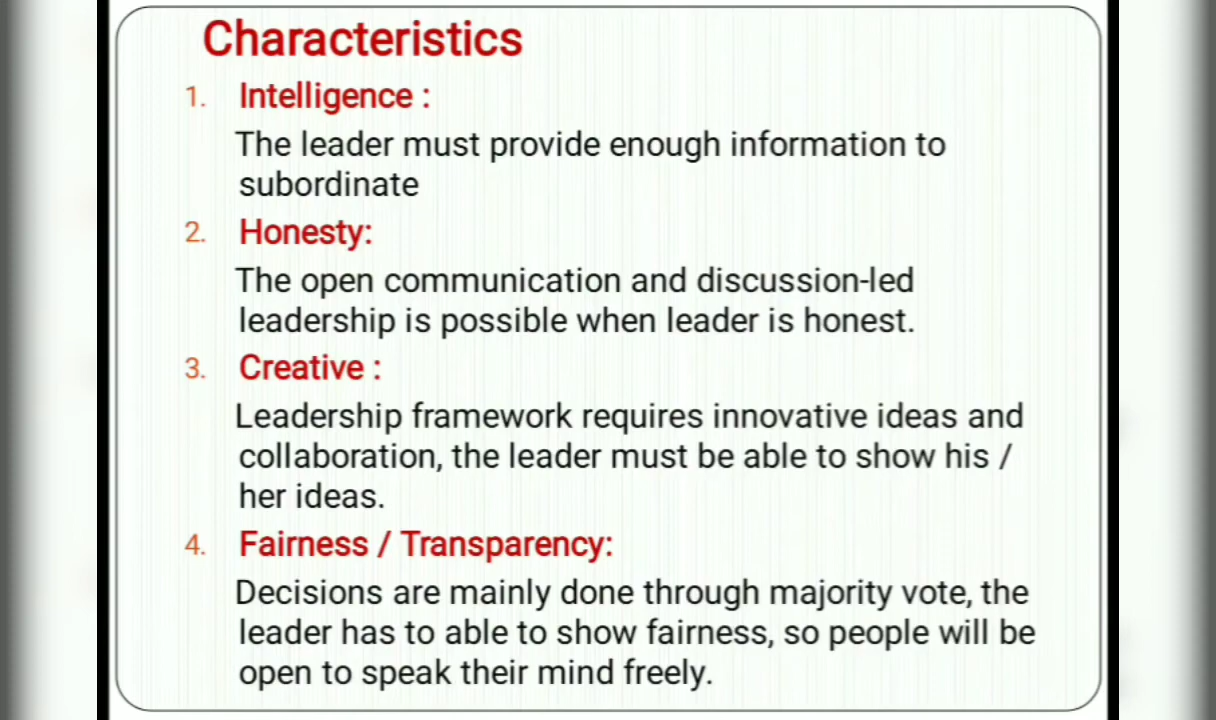 Characteristics
1. Intelligence :
The leader must provide enough information to
subordinate
2. Honesty:
The open communication and discussion-led
leadership is possible when leader is honest.
3. Creative :
Leadership framework requires innovative ideas and
collaboration, the leader must be able to show his /
her ideas.
4. Fairness / Transparency:
Decisions are mainly done through majority vote, the
leader has to able to show fairness, so people will be
open to speak their mind freely.